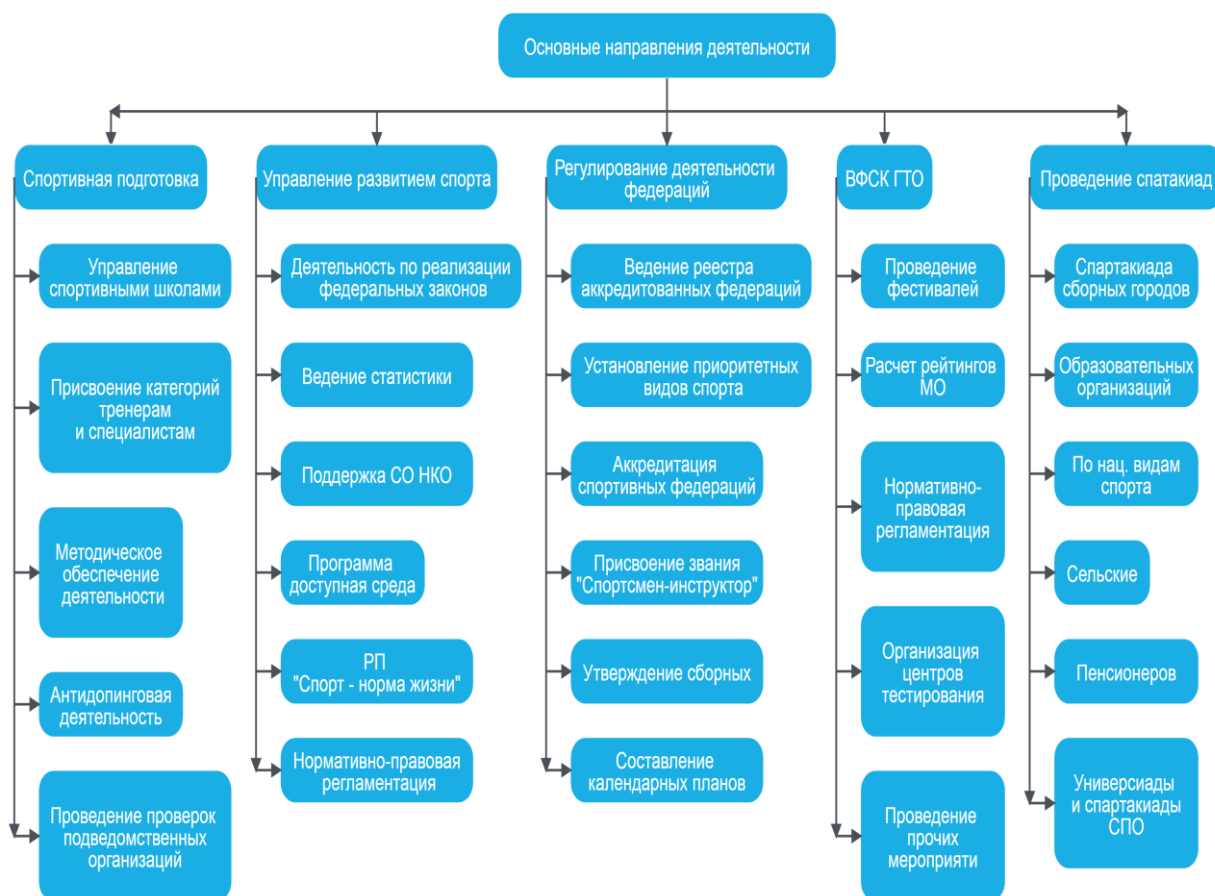 Основные направления деятельности
Спортивная подготовка
Управление
спортивными школами
Присвоение категорий
тренерам
и специалистам
Методическое
обеспечение
деятельности
Антидопинговая
деятельность
Проведение проверок
подведомственных
организаций
Управление развитием спорта
Деятельность по реализации
федеральных законов
Ведение статистики
Поддержка СО НКО
Программа
доступная среда
РП
"Спорт - норма жизни"
Нормативно-правовая
регламентация
Регулирование деятельности
федераций
Ведение реестра
аккредитованных федераций
Установление приоритетных
видов спорта
Аккредитация
спортивных федераций
Присвоение звания
"Спортсмен-инструктор"
Утверждение сборных
Составление
календарных планов
ВФСК ГТО
Проведение
фестивалей
Расчет рейтингов
МО
Нормативно-
правовая
регламентация
Организация
центров
тестирования
Проведение
прочих
мероприяти
Проведение спатакиад
Спартакиада
сборных городов
Образовательных
организаций
По нац. видам
спорта
Сельские
Пенсионеров
Универсиады
и спартакиады
СПО